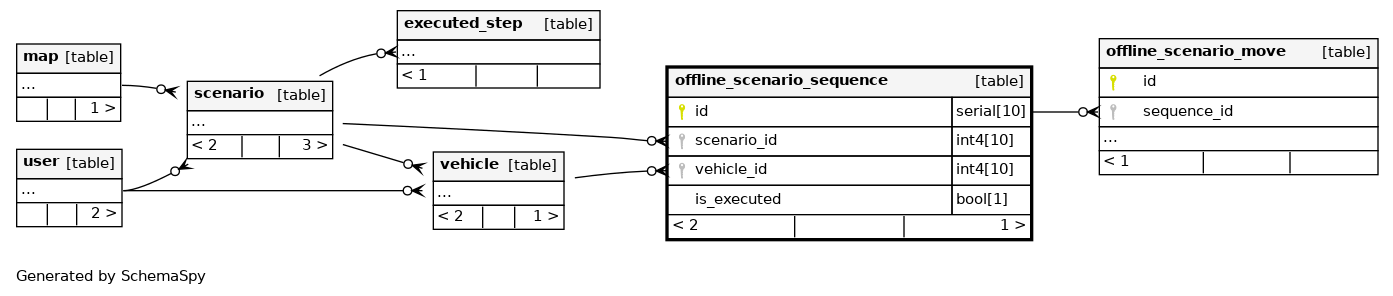 map [table]
...
1 >
user [table]
...
2 >
scenario [table]
...
< 2 3 >
executed_step [table]
...
< 1
vehicle [table]
...
< 2 1 >
offline_scenario_sequence [table]
id serial[10]
scenario_id int4[10]
vehicle_id int4[10]
is_executed bool[1]
< 2 1 >
offline_scenario_move [table]
id
sequence_id
...
< 1
Generated by SchemaSpy